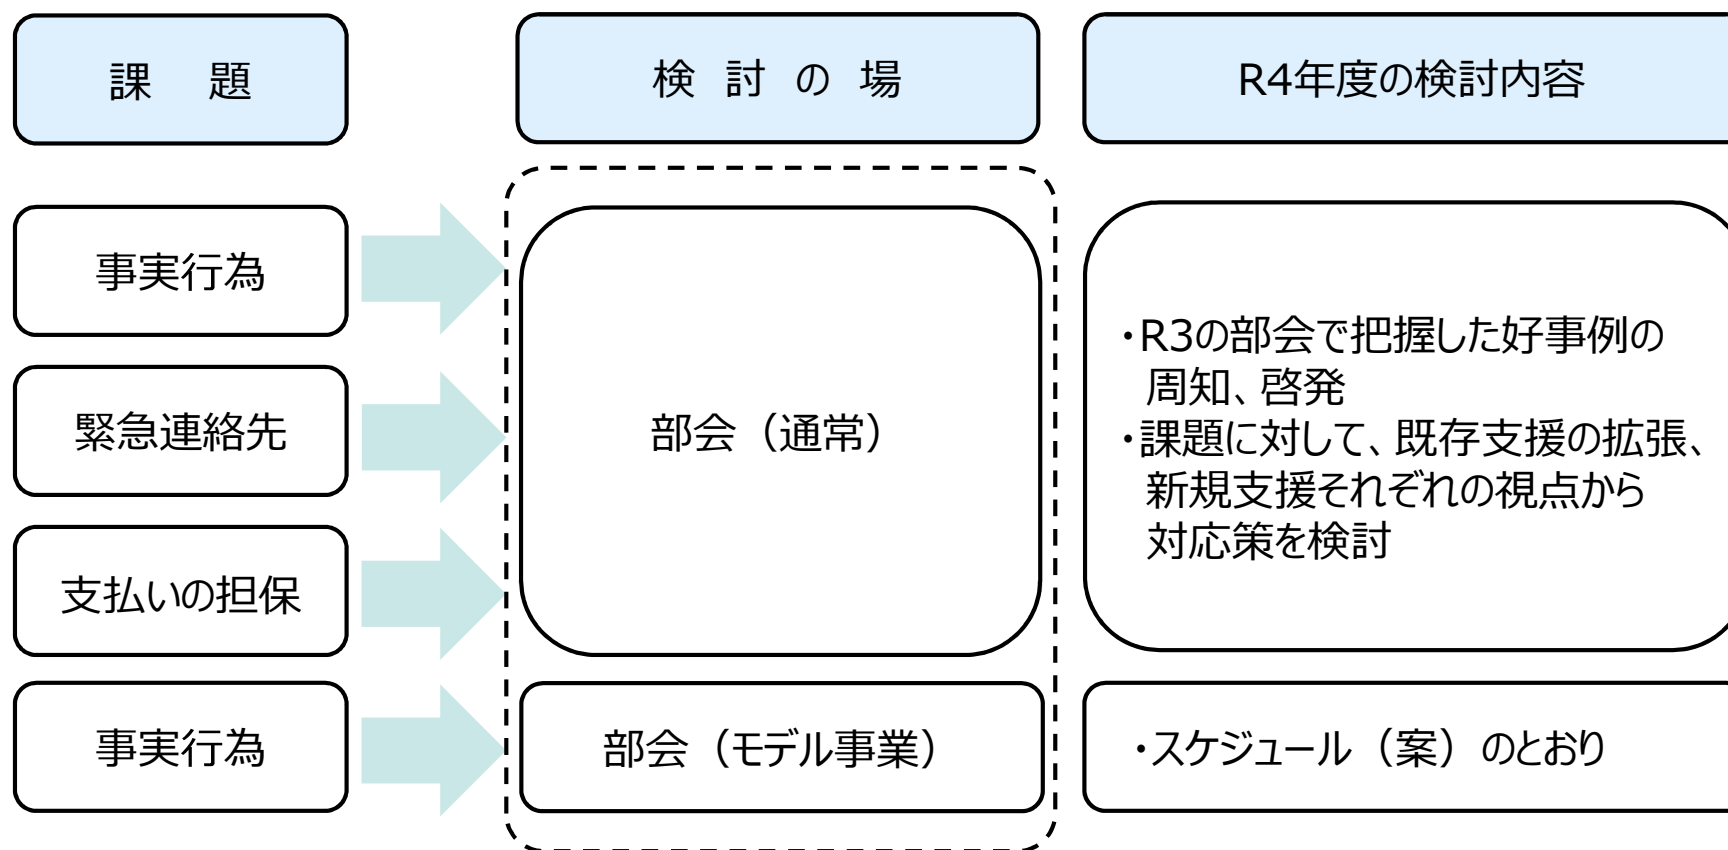 課　題
検 討 の 場
R4年度の検討内容
事実行為
緊急連絡先
支払いの担保
事実行為
部会（通常）
部会（モデル事業）
・R3の部会で把握した好事例の
周知、啓発
・課題に対して、既存支援の拡張、
新規支援それぞれの視点から
対応策を検討
・スケジュール（案）のとおり